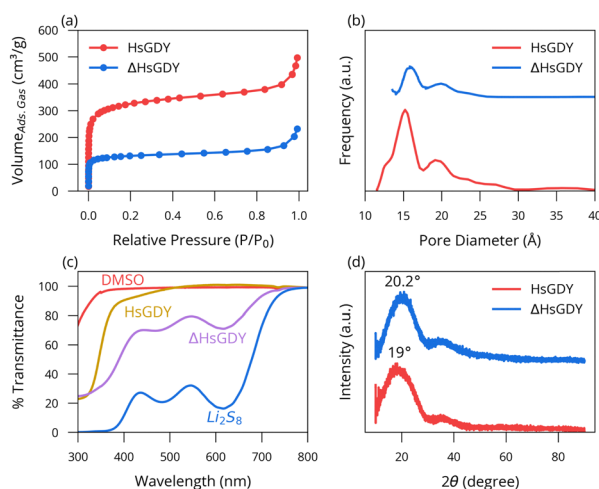 (a)
600
500
400
300
200
100
0
Volume_Ads. Gas (cm³/g)
HsGDY
ΔHsGDY
0.0 0.2 0.4 0.6 0.8 1.0
Relative Pressure (P/P₀)
(b)
Frequency (a.u.)
HsGDY
ΔHsGDY
10 15 20 25 30 35 40
Pore Diameter (Å)
(c)
100
80
60
40
20
0
% Transmittance
DMSO
HsGDY
ΔHsGDY
Li₂S₈
300 400 500 600 700 800
Wavelength (nm)
(d)
Intensity (a.u.)
20.2°
19°
HsGDY
ΔHsGDY
20 40 60 80
2θ (degree)